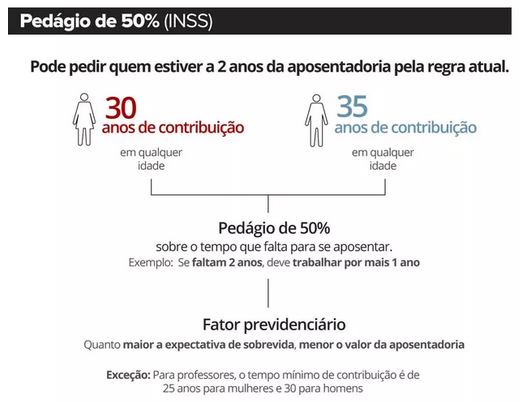 Pedágio de 50% (INSS)
Pode pedir quem estiver a 2 anos da aposentadoria pela regra atual.
30
anos de contribuição
em qualquer
idade
35
anos de contribuição
em qualquer
idade
Pedágio de 50%
sobre o tempo que falta para se aposentar.
Exemplo: Se faltam 2 anos, deve trabalhar por mais 1 ano
Fator previdenciário
Quanto maior a expectativa de sobrevida, menor o valor da aposentadoria
Exceção: Para professores, o tempo mínimo de contribuição é de
25 anos para mulheres e 30 para homens